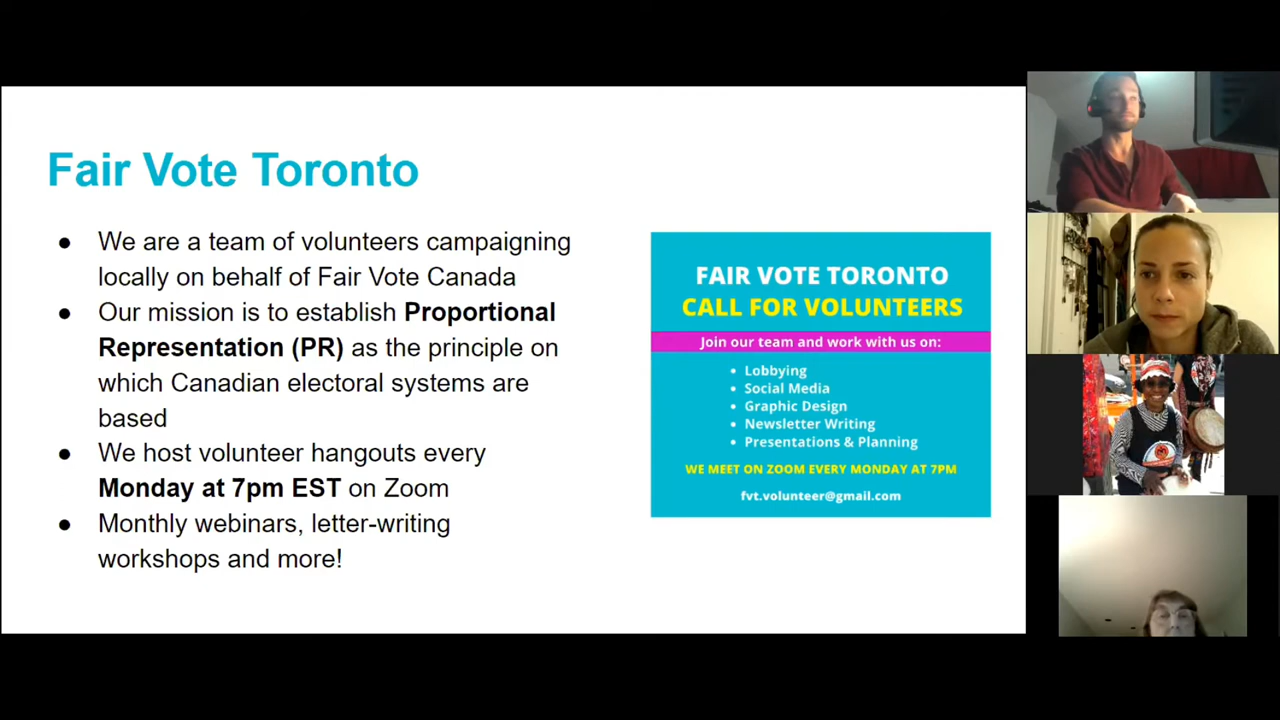 Fair Vote Toronto
● We are a team of volunteers campaigning
locally on behalf of Fair Vote Canada
● Our mission is to establish Proportional
Representation (PR) as the principle on
which Canadian electoral systems are
based
● We host volunteer hangouts every
Monday at 7pm EST on Zoom
● Monthly webinars, letter-writing
workshops and more!
FAIR VOTE TORONTO
CALL FOR VOLUNTEERS
Join our team and work with us on:
• Lobbying
• Social Media
• Graphic Design
• Newsletter Writing
• Presentations & Planning
WE MEET ON ZOOM EVERY MONDAY AT 7PM
fvt.volunteer@gmail.com